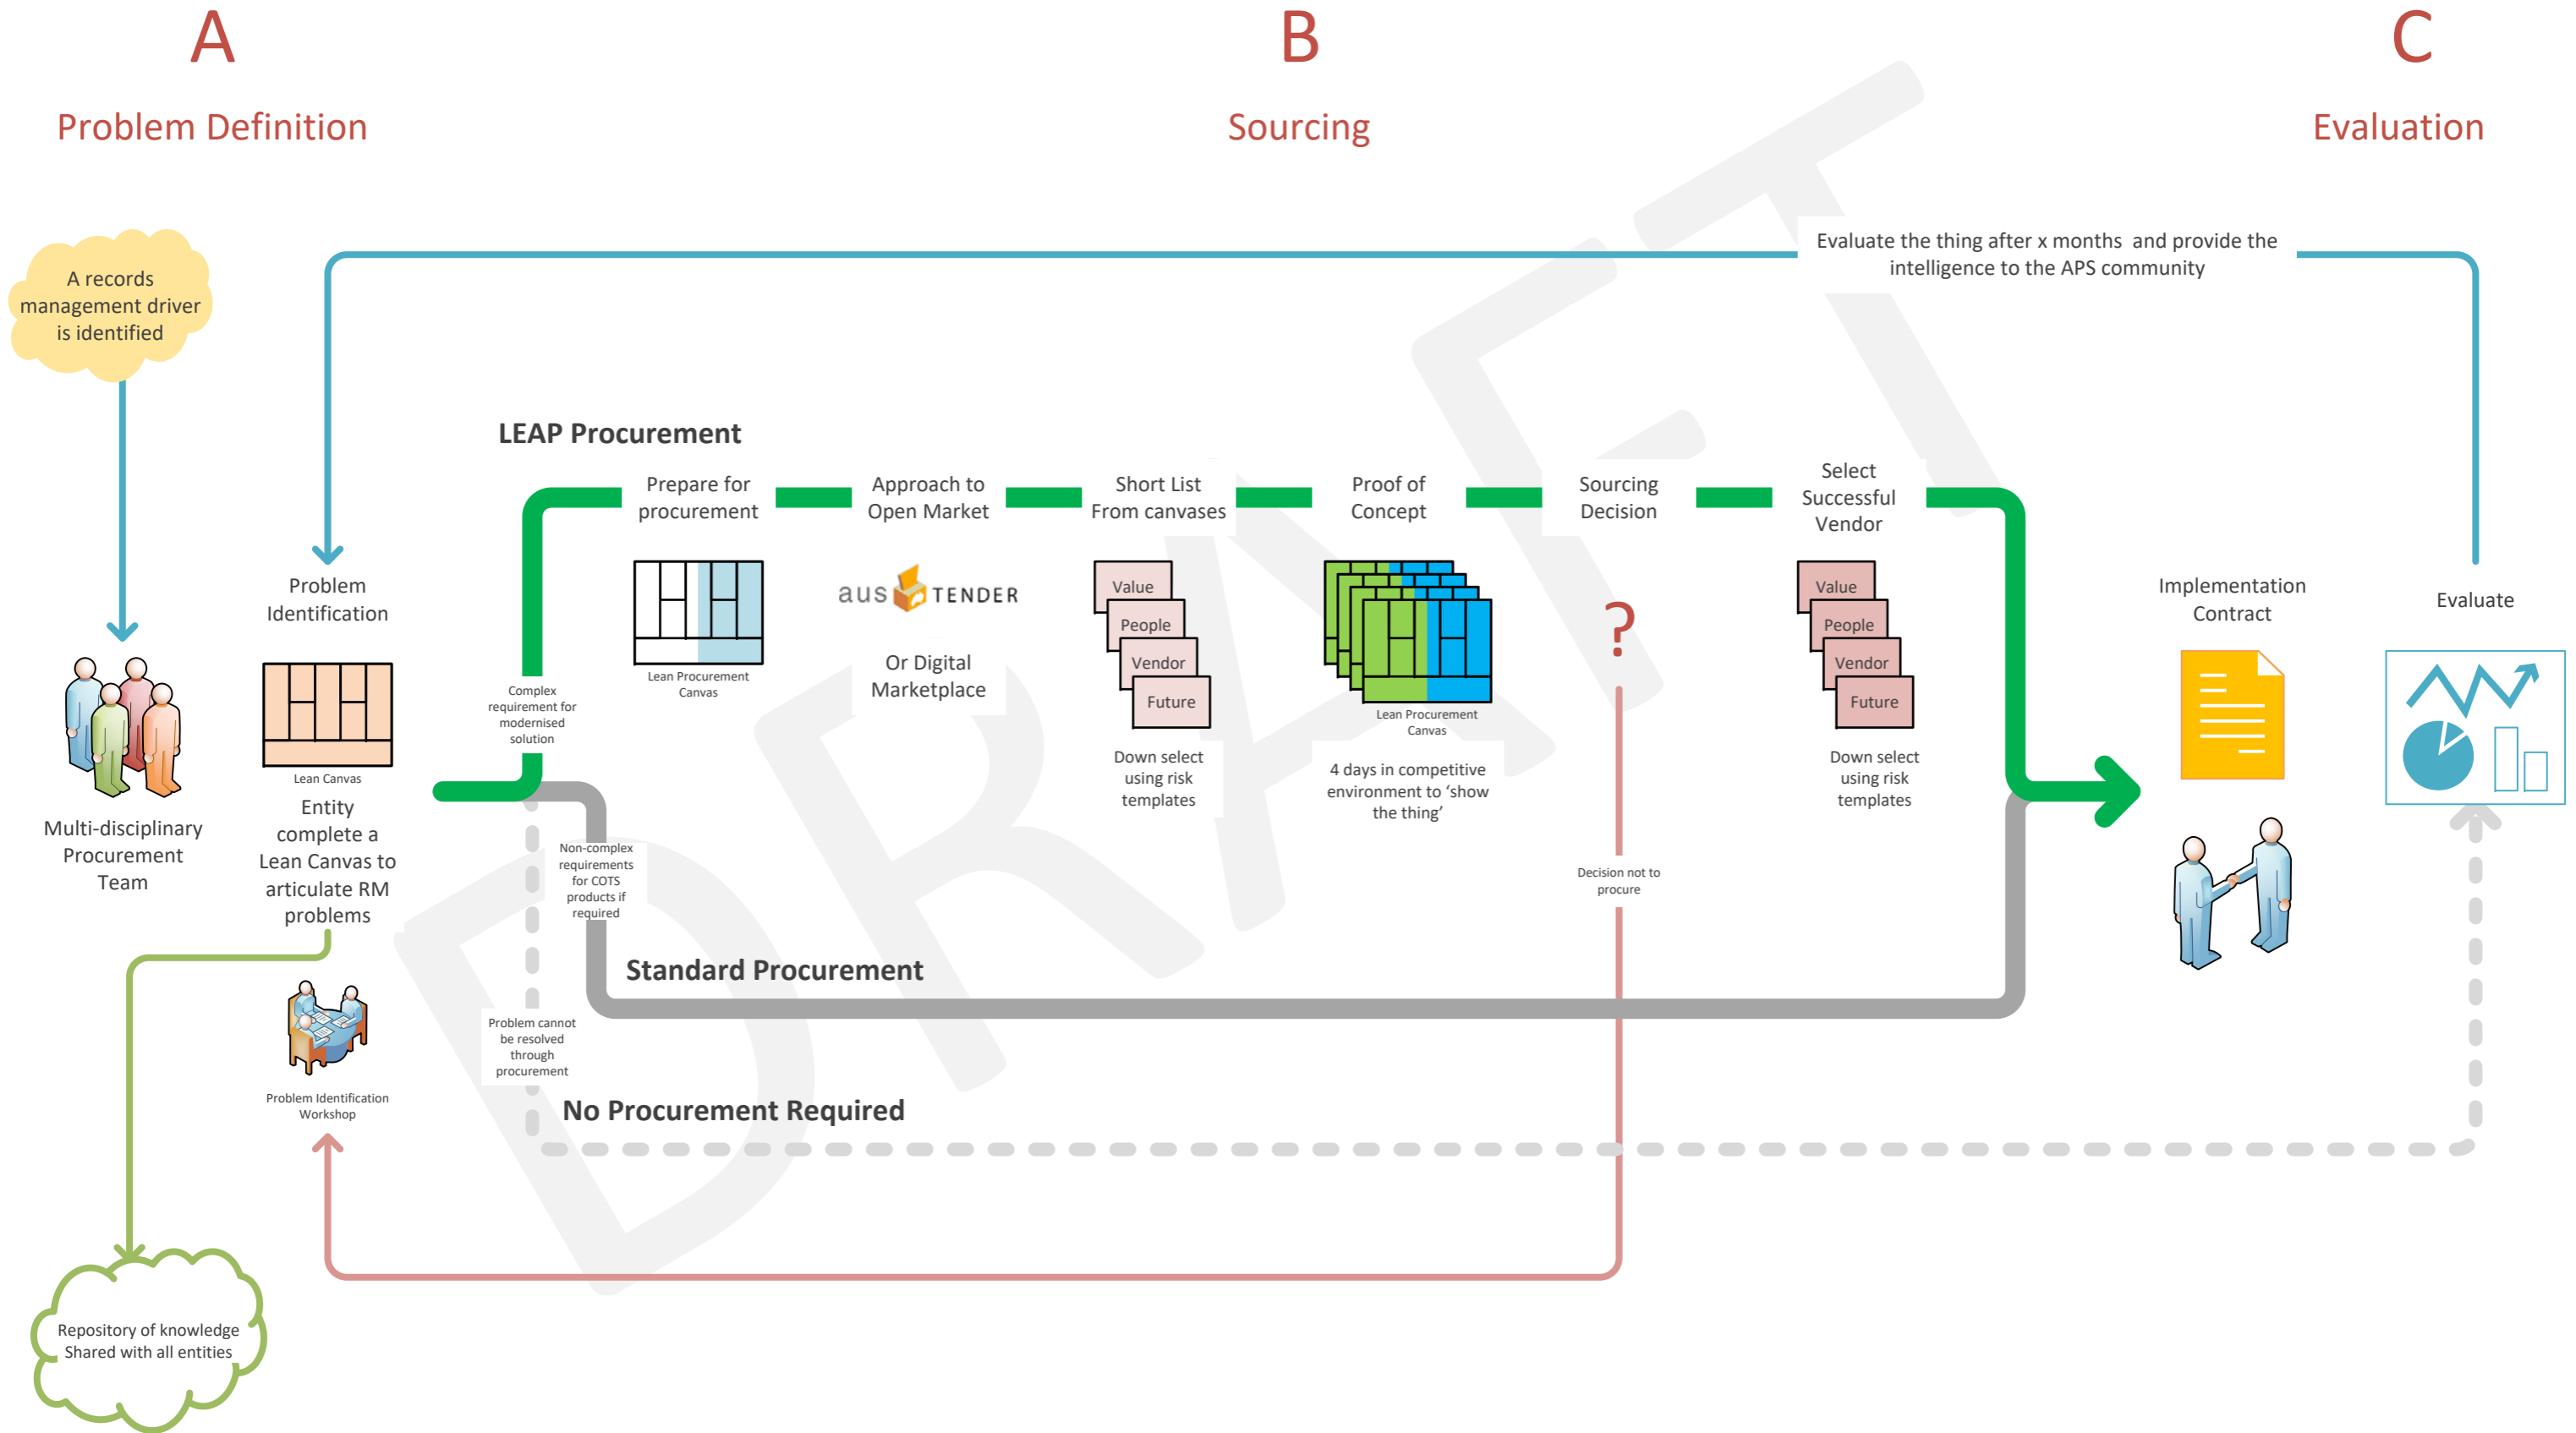 A
B
C
Problem Definition
Sourcing
Evaluation
A records
management driver
is identified
Evaluate the thing after x months and provide the
intelligence to the APS community
LEAP Procurement
Prepare for
procurement
Approach to
Open Market
Short List
From canvases
Proof of
Concept
Sourcing
Decision
Select
Successful
Vendor
Problem
Identification
Lean Canvas
Entity
complete a
Lean Canvas to
articulate RM
problems
Multi-disciplinary
Procurement
Team
Complex
requirement for
modernised
solution
Lean Procurement
Canvas
aus TENDER
Or Digital
Marketplace
Value
People
Vendor
Future
Down select
using risk
templates
Lean Procurement
Canvas
4 days in competitive
environment to ‘show
the thing’
?
Decision not to
procure
Value
People
Vendor
Future
Down select
using risk
templates
Implementation
Contract
Evaluate
Non-complex
requirements
for COTS
products if
required
Standard Procurement
Problem cannot
be resolved
through
procurement
No Procurement Required
Problem Identification
Workshop
Repository of knowledge
Shared with all entities
DRAFT